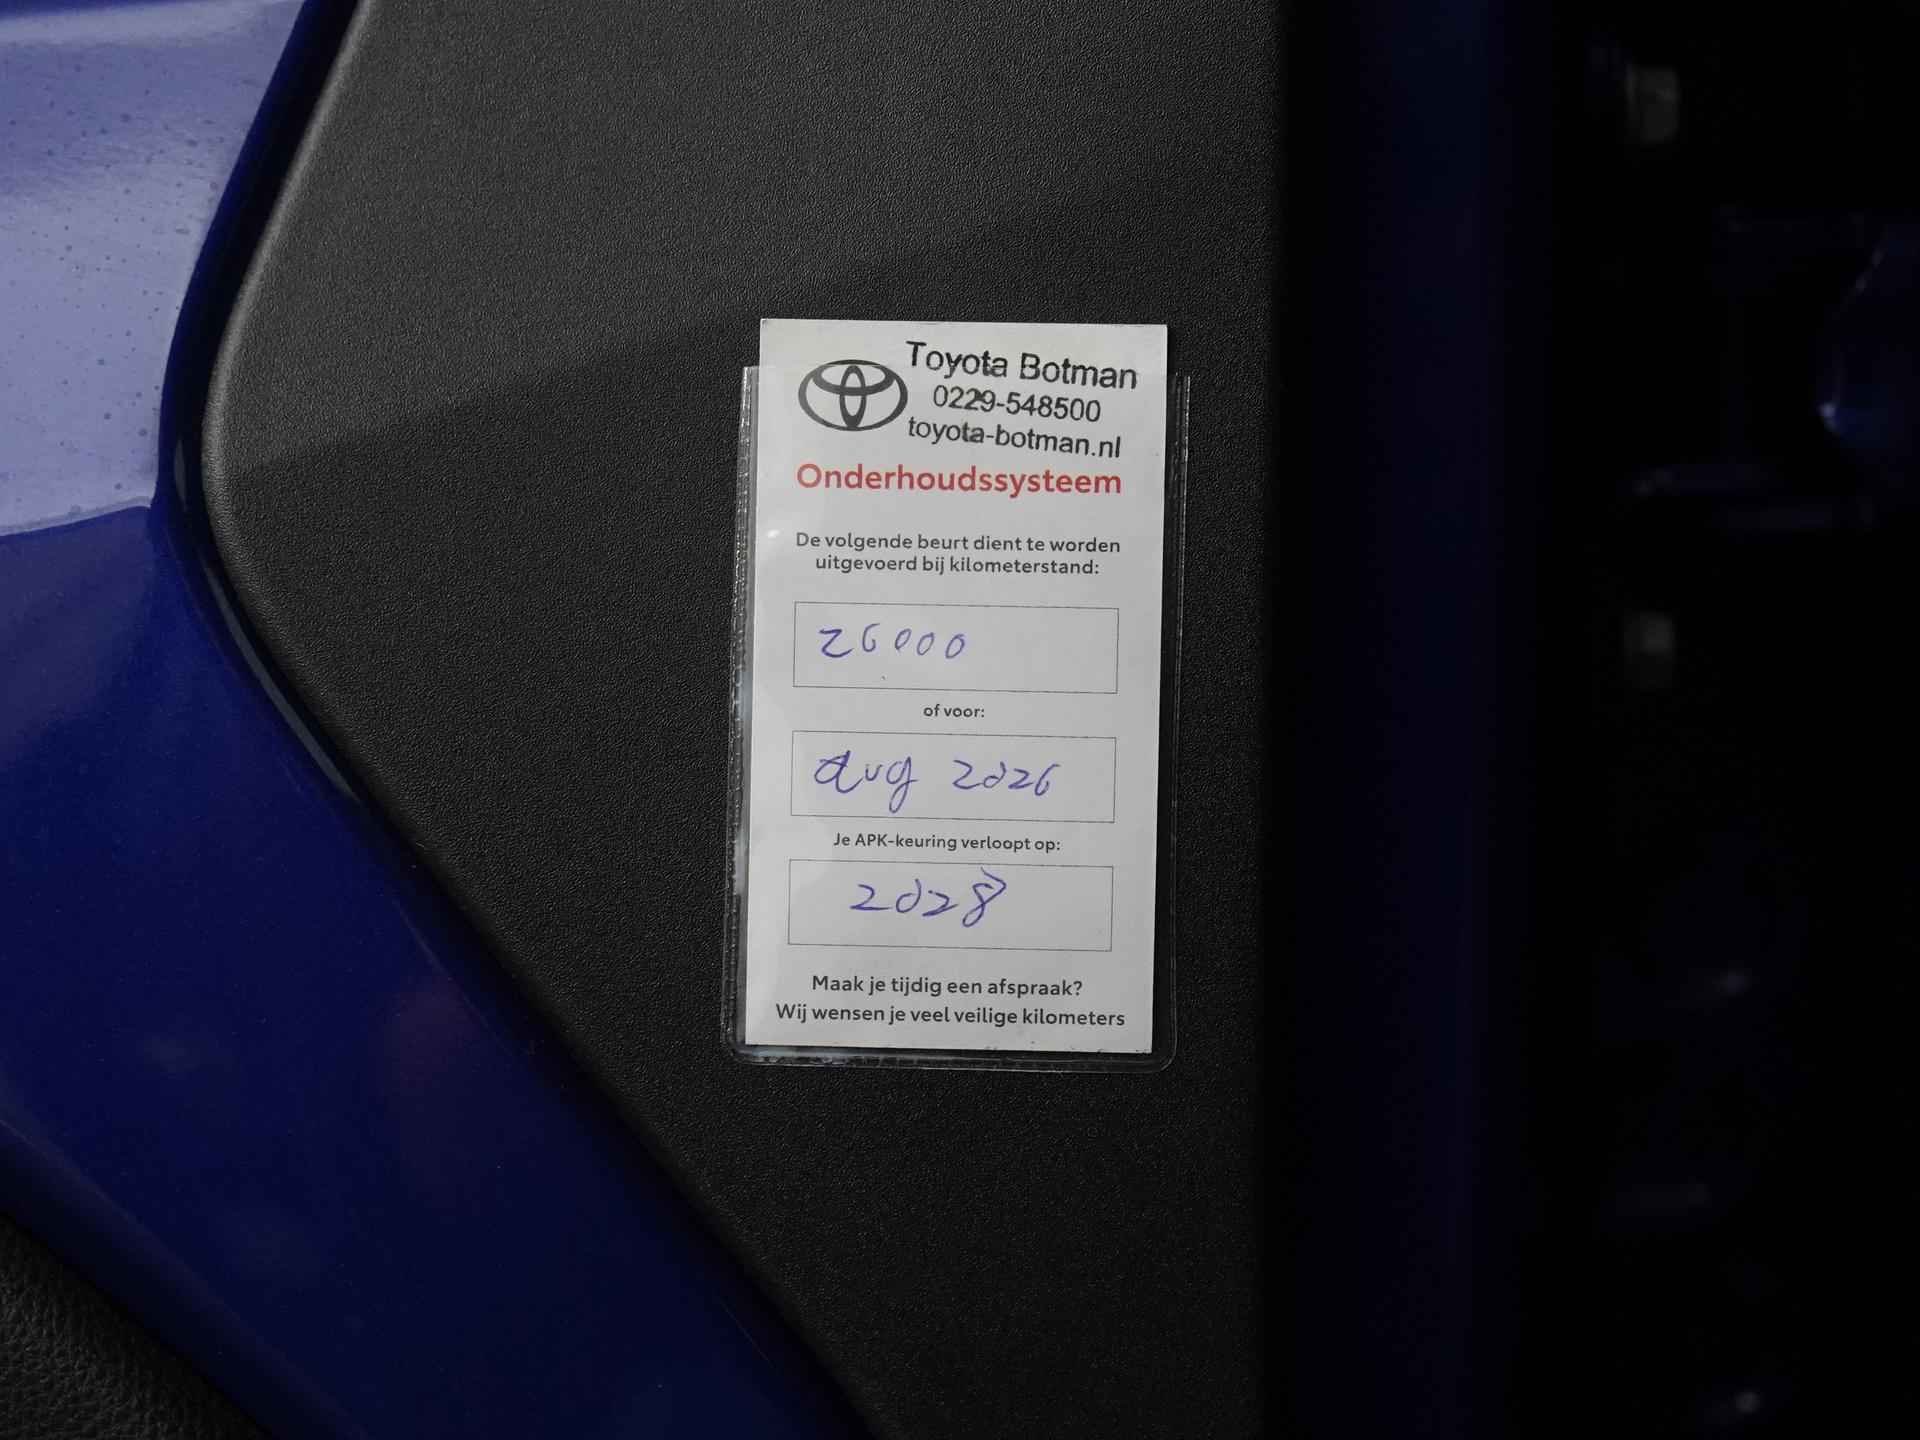 Toyota Botman
0229-548500
toyota-botman.nl
Onderhoudssysteem
De volgende beurt dient te worden
uitgevoerd bij kilometerstand:
26000
of voor:
Aug 2026
Je APK-keuring verloopt op:
2028
Maak je tijdig een afspraak?
Wij wensen je veel veilige kilometers